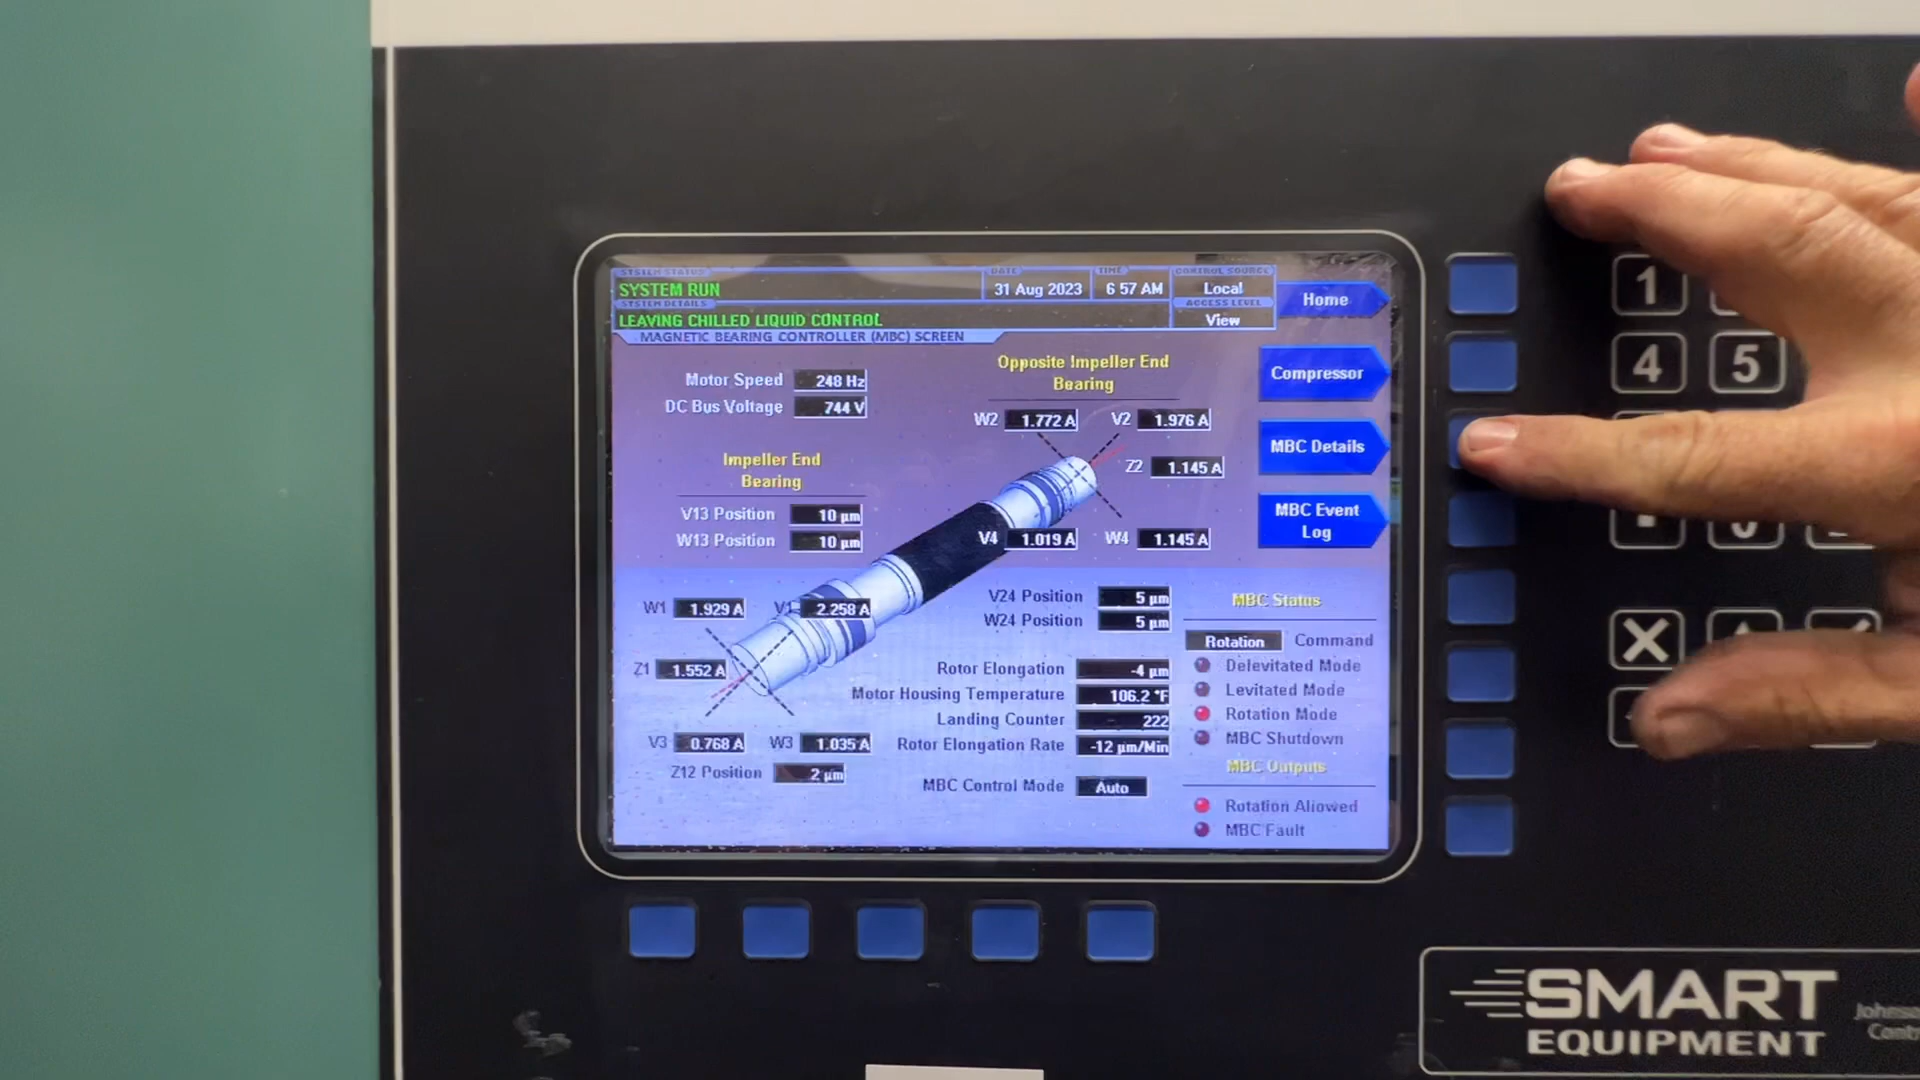 SYSTEM STATUS
SYSTEM RUN
DATE
31 Aug 2023
TIME
6 57 AM
CONTROL SOURCE
Local
SYSTEM DETAILS
LEAVING CHILLED LIQUID CONTROL
ACCESS LEVEL
View
Home
MAGNETIC BEARING CONTROLLER (MBC) SCREEN
Motor Speed 248 Hz
DC Bus Voltage 744 V
Opposite Impeller End
Bearing
W2 1.772 A V2 1.976 A
Z2 1.145 A
V4 1.019 A W4 1.145 A
Compressor
MBC Details
MBC Event
Log
Impeller End
Bearing
V13 Position 10 µm
W13 Position 10 µm
W1 1.929 A V1 2.258 A
Z1 1.552 A
V3 0.768 A W3 1.035 A
Z12 Position 2 µm
V24 Position 5 µm
W24 Position 5 µm
Rotor Elongation -4 µm
Motor Housing Temperature 106.2 °F
Landing Counter 222
Rotor Elongation Rate -12 µm/Min
MBC Control Mode Auto
MBC Status
Rotation Command
Delevitated Mode
Levitated Mode
Rotation Mode
MBC Shutdown
MBC Outputs
Rotation Allowed
MBC Fault
1
4 5
X
SMART
EQUIPMENT